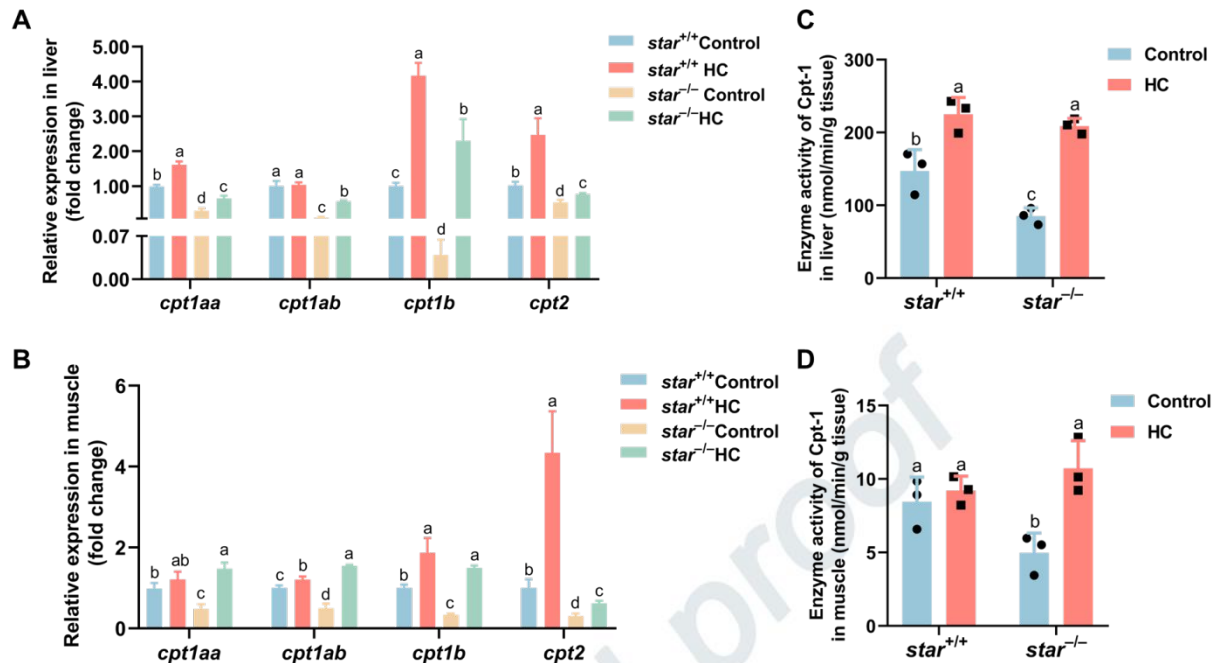 A
Relative expression in liver
(fold change)
5.00
4.00
3.00
2.00
1.00
0.07
0.00
b a d c
a a c b
c a d b
b a d c
cpt1aa cpt1ab cpt1b cpt2
star+/+Control
star+/+ HC
star−/− Control
star−/−HC
C
Enzyme activity of Cpt-1
in liver (nmol/min/g tissue)
300
200
100
0
b a c a
star+/+ star−/−
Control
HC
B
Relative expression in muscle
(fold change)
6
4
2
0
b ab c a
c b d a
b a c a
b a d c
cpt1aa cpt1ab cpt1b cpt2
star+/+Control
star+/+HC
star−/−Control
star−/−HC
D
Enzyme activity of Cpt-1
in muscle (nmol/min/g tissue)
15
10
5
0
a a b a
star+/+ star−/−
Control
HC
proof